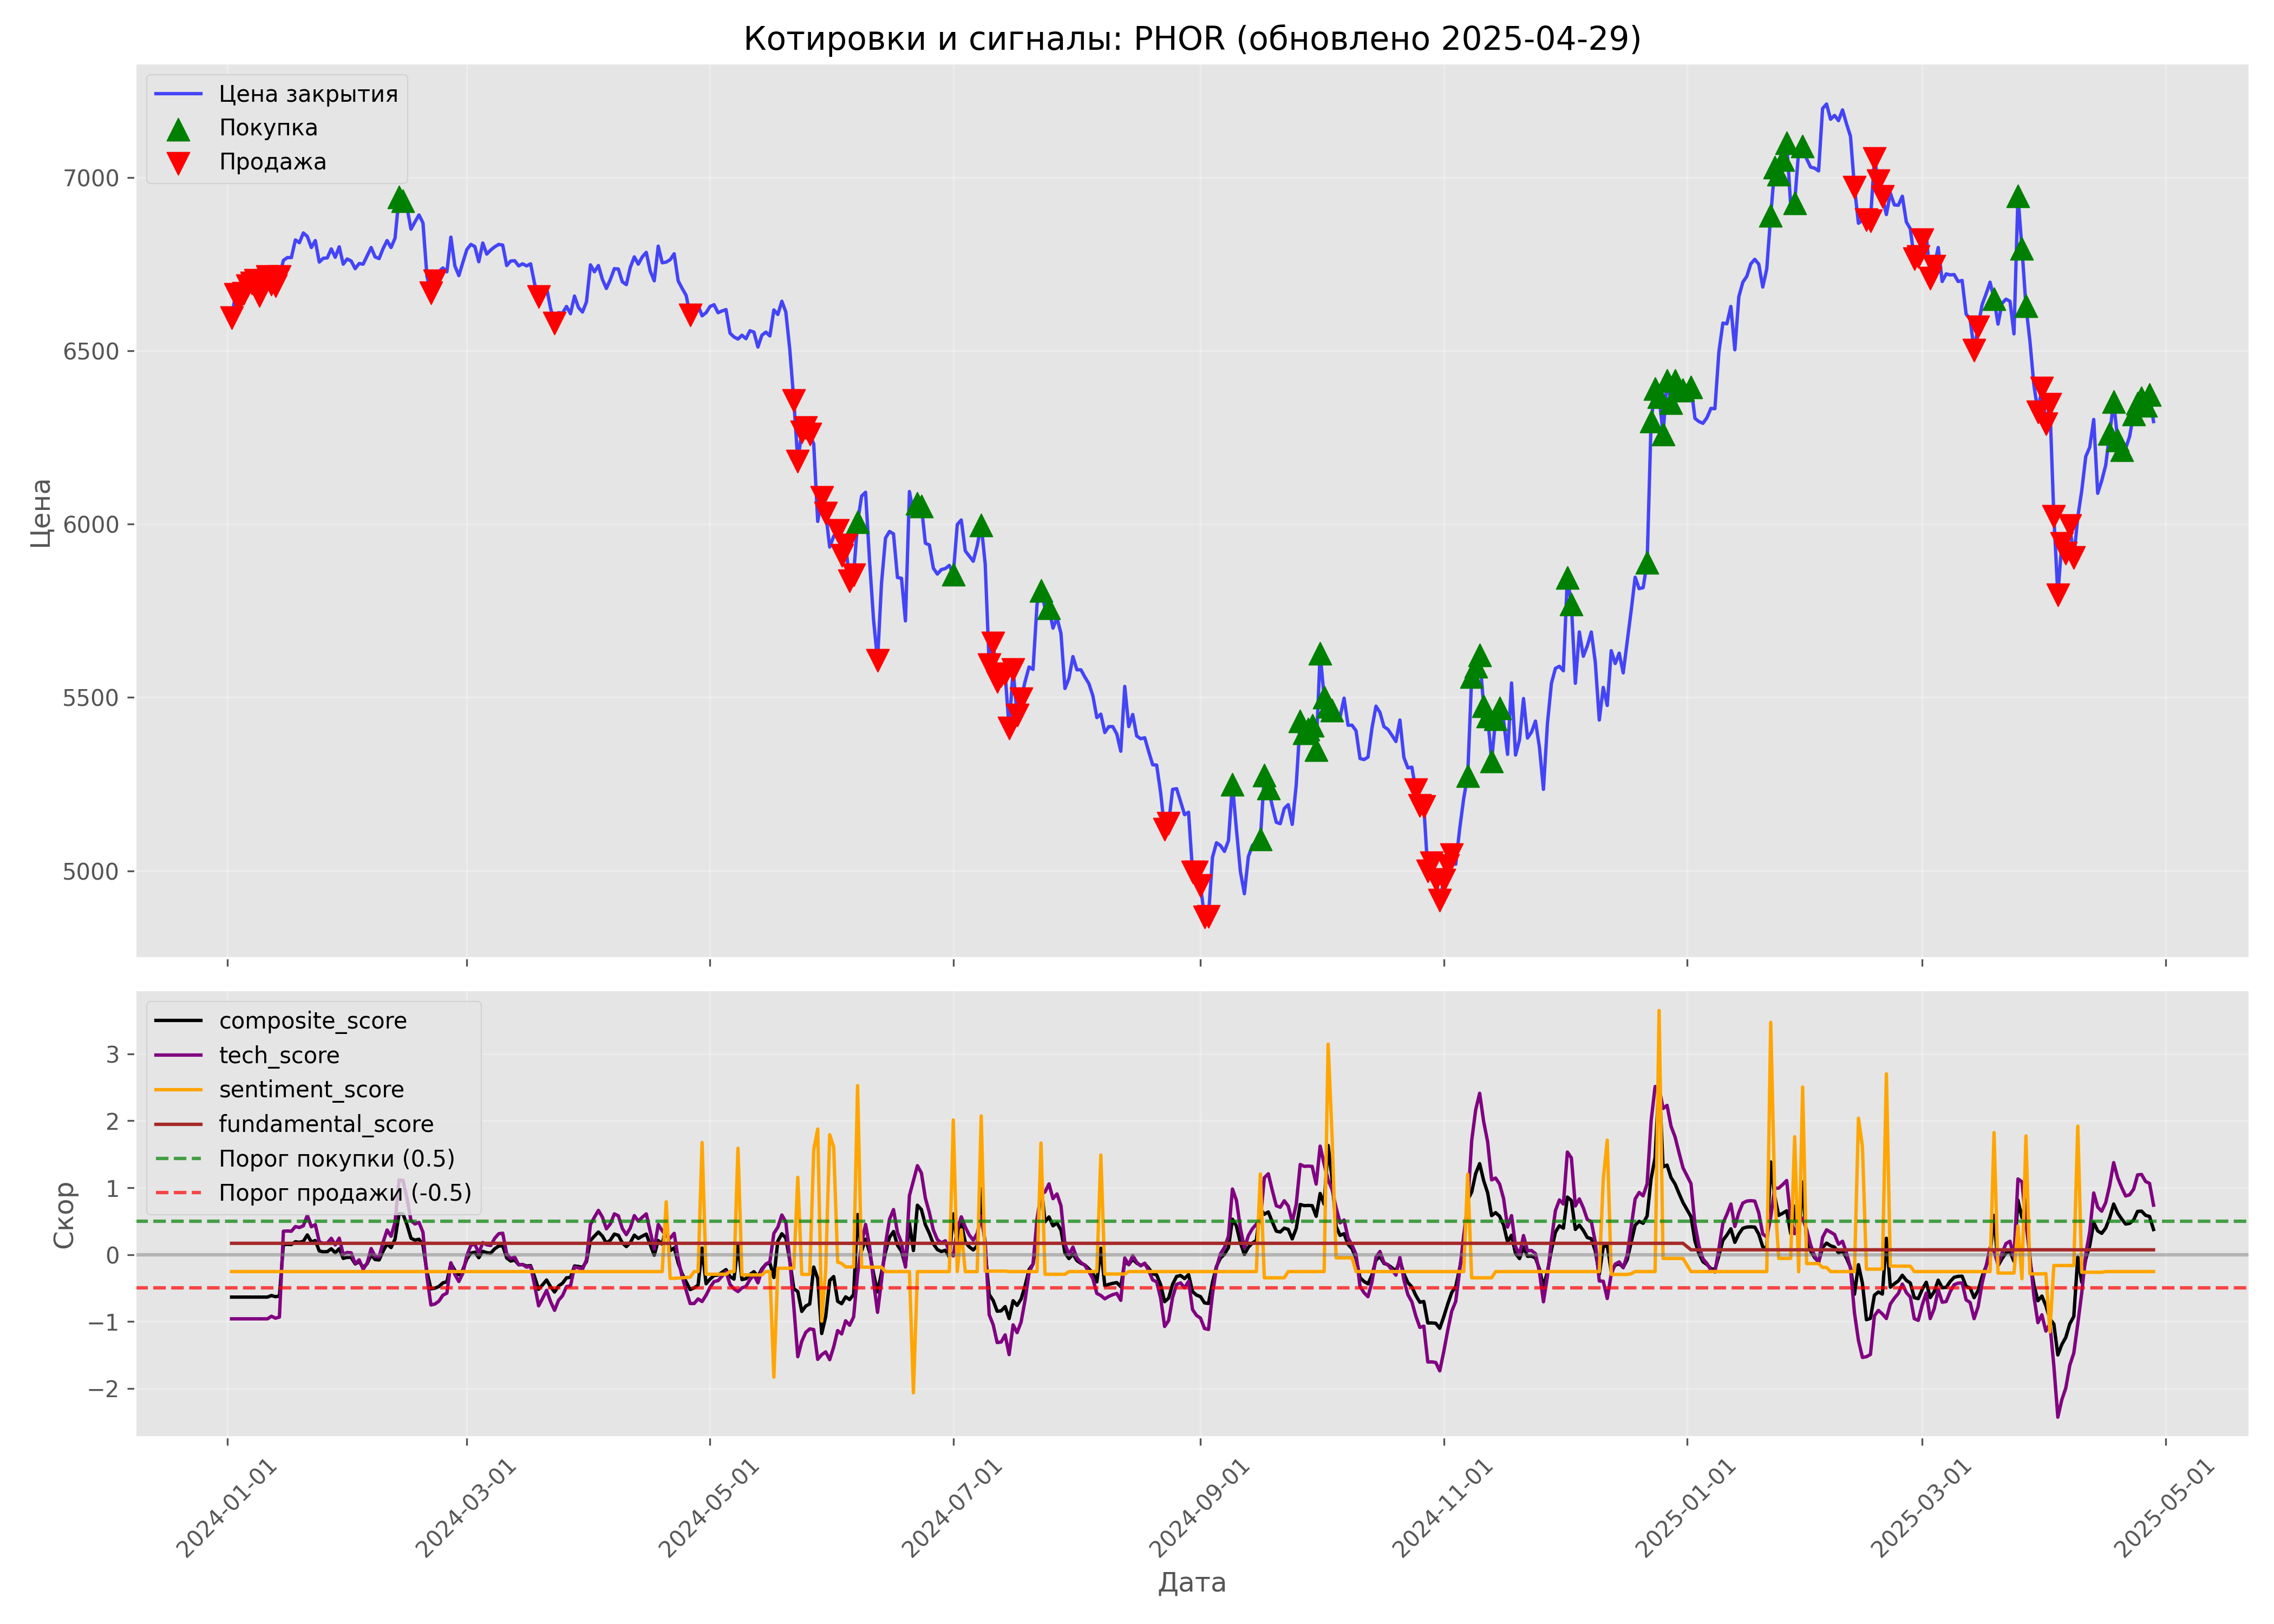 Котировки и сигналы: PHOR (обновлено 2025-04-29)
Цена закрытия
Покупка
Продажа
7000
6500
6000
5500
5000
Цена
composite_score
tech_score
sentiment_score
fundamental_score
Порог покупки (0.5)
Порог продажи (-0.5)
3
2
1
0
−1
−2
Скор
2024-01-01
2024-03-01
2024-05-01
2024-07-01
2024-09-01
2024-11-01
2025-01-01
2025-03-01
2025-05-01
Дата